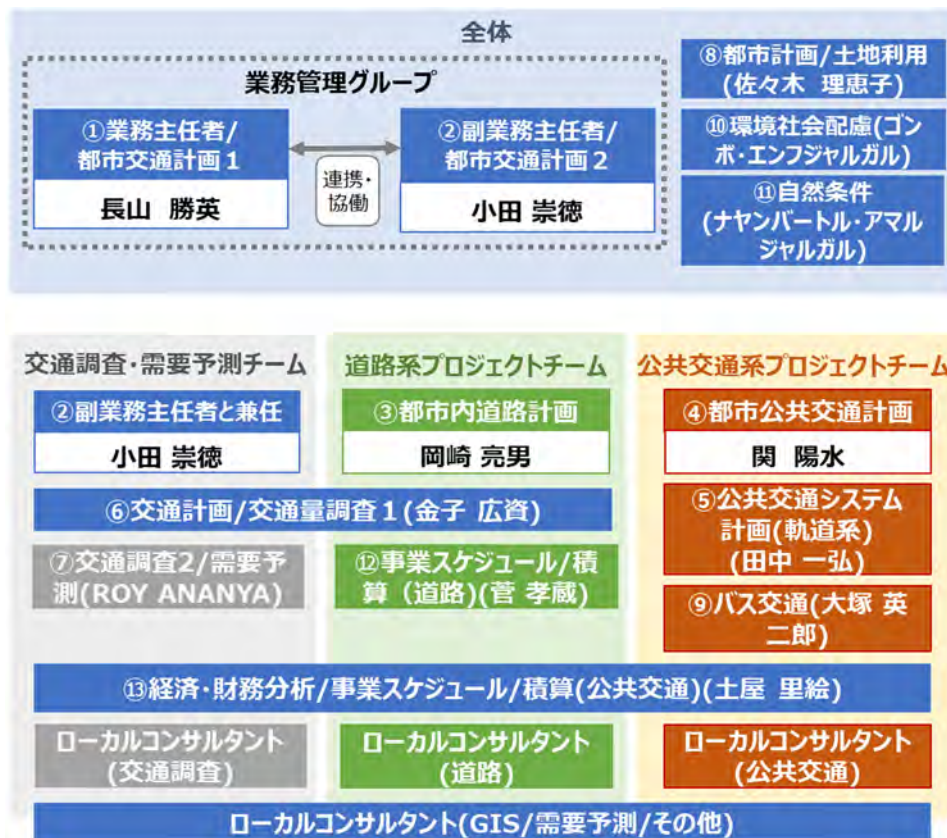 全体
業務管理グループ
①業務主任者/
都市交通計画1
長山 勝英
連携・
協働
②副業務主任者/
都市交通計画2
小田 崇徳
⑧都市計画/土地利用
(佐々木 理恵子)
⑩環境社会配慮(ゴン
ボ・エンフジャルガル)
⑪自然条件
(ナヤンバートル・アマル
ジャルガル)
交通調査・需要予測チーム
道路系プロジェクトチーム
公共交通系プロジェクトチーム
②副業務主任者と兼任
小田 崇徳
③都市内道路計画
岡崎 亮男
④都市公共交通計画
関 陽水
⑥交通計画/交通量調査1(金子 広資)
⑤公共交通システム
計画(軌道系)
(田中 一弘)
⑦交通調査2/需要予
測(ROY ANANYA)
⑫事業スケジュール/積
算（道路)(菅 孝蔵)
⑨バス交通(大塚 英
二郎)
⑬経済・財務分析/事業スケジュール/積算(公共交通)(土屋 里絵)
ローカルコンサルタント
(交通調査)
ローカルコンサルタント
(道路)
ローカルコンサルタント
(公共交通)
ローカルコンサルタント(GIS/需要予測/その他)